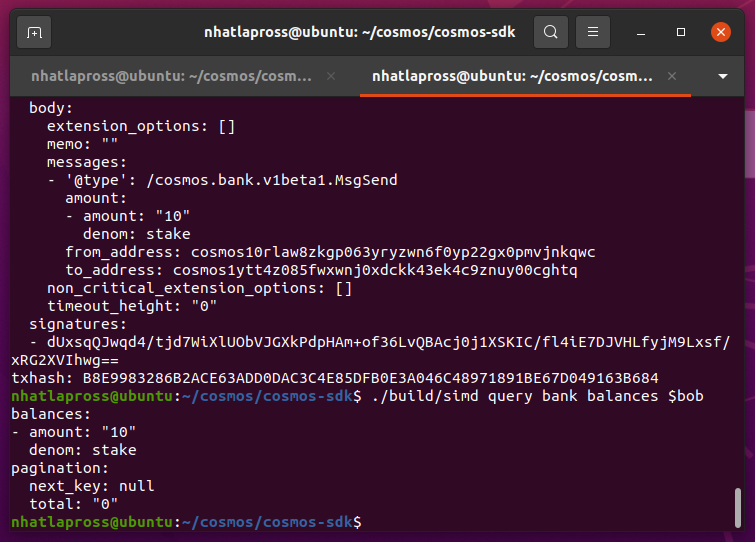 nhatlapross@ubuntu: ~/cosmos/cosmos-sdk
nhatlapross@ubuntu: ~/cosmos/cosm...
nhatlapross@ubuntu: ~/cosmos/cosm...
body:
extension_options: []
memo: ""
messages:
- '@type': /cosmos.bank.v1beta1.MsgSend
amount:
- amount: "10"
denom: stake
from_address: cosmos10rlaw8zkgp063yryzwn6f0yp22gx0pmvjnkqwc
to_address: cosmos1ytt4z085fwxwnj0xdckk43ek4c9znuy00cghtq
non_critical_extension_options: []
timeout_height: "0"
signatures:
- dUxsqQJwqd4/tjd7WiXlUObVJGXkPdpHAm+of36LvQBAcj0j1XSKIC/fl4iE7DJVHLfyjM9Lxsf/
xRG2XVIhwg==
txhash: B8E9983286B2ACE63ADD0DAC3C4E85DFB0E3A046C48971891BE67D049163B684
nhatlapross@ubuntu:~/cosmos/cosmos-sdk$ ./build/simd query bank balances $bob
balances:
- amount: "10"
denom: stake
pagination:
next_key: null
total: "0"
nhatlapross@ubuntu:~/cosmos/cosmos-sdk$